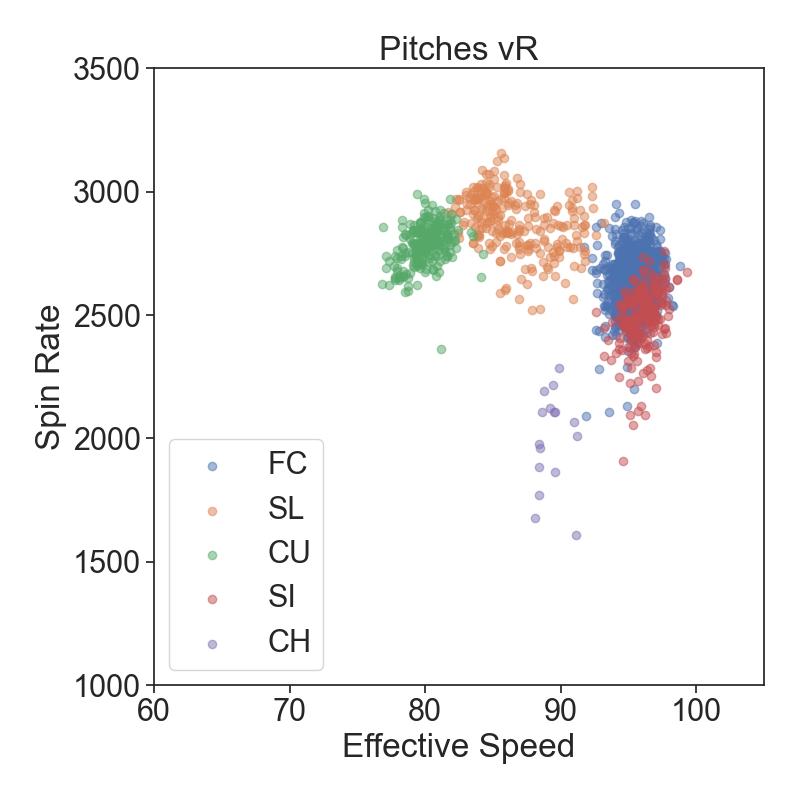 Pitches vR
3500
3000
2500
2000
1500
1000
Spin Rate
FC
SL
CU
SI
CH
60 70 80 90 100
Effective Speed